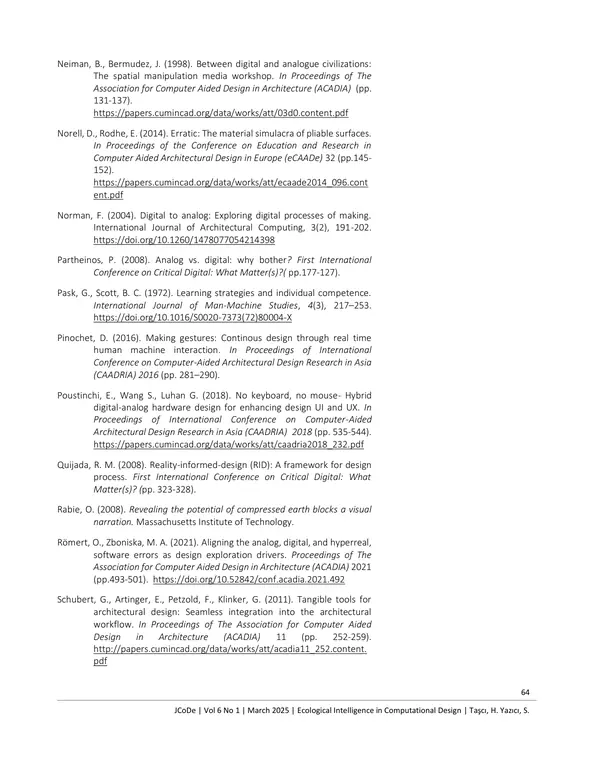 Neiman, B., Bermudez, J. (1998). Between digital and analogue civilizations:
The spatial manipulation media workshop. In Proceedings of The
Association for Computer Aided Design in Architecture (ACADIA) (pp.
131-137).
https://papers.cumincad.org/data/works/att/03d0.content.pdf
Norell, D., Rodhe, E. (2014). Erratic: The material simulacra of pliable surfaces.
In Proceedings of the Conference on Education and Research in
Computer Aided Architectural Design in Europe (eCAADe) 32 (pp.145-
152).
https://papers.cumincad.org/data/works/att/ecaade2014_096.cont
ent.pdf
Norman, F. (2004). Digital to analog: Exploring digital processes of making.
International Journal of Architectural Computing, 3(2), 191-202.
https://doi.org/10.1260/1478077054214398
Partheinos, P. (2008). Analog vs. digital: why bother? First International
Conference on Critical Digital: What Matter(s)?( pp.177-127).
Pask, G., Scott, B. C. (1972). Learning strategies and individual competence.
International Journal of Man-Machine Studies, 4(3), 217–253.
https://doi.org/10.1016/S0020-7373(72)80004-X
Pinochet, D. (2016). Making gestures: Continous design through real time
human machine interaction. In Proceedings of International
Conference on Computer-Aided Architectural Design Research in Asia
(CAADRIA) 2016 (pp. 281–290).
Poustinchi, E., Wang S., Luhan G. (2018). No keyboard, no mouse- Hybrid
digital-analog hardware design for enhancing design UI and UX. In
Proceedings of International Conference on Computer-Aided
Architectural Design Research in Asia (CAADRIA) 2018 (pp. 535-544).
https://papers.cumincad.org/data/works/att/caadria2018_232.pdf
Quijada, R. M. (2008). Reality-informed-design (RID): A framework for design
process. First International Conference on Critical Digital: What
Matter(s)? (pp. 323-328).
Rabie, O. (2008). Revealing the potential of compressed earth blocks a visual
narration. Massachusetts Institute of Technology.
Römert, O., Zboniska, M. A. (2021). Aligning the analog, digital, and hyperreal,
software errors as design exploration drivers. Proceedings of The
Association for Computer Aided Design in Architecture (ACADIA) 2021
(pp.493-501). https://doi.org/10.52842/conf.acadia.2021.492
Schubert, G., Artinger, E., Petzold, F., Klinker, G. (2011). Tangible tools for
architectural design: Seamless integration into the architectural
workflow. In Proceedings of The Association for Computer Aided
Design in Architecture (ACADIA) 11 (pp. 252-259).
http://papers.cumincad.org/data/works/att/acadia11_252.content.
pdf
64
JCoDe | Vol 6 No 1 | March 2025 | Ecological Intelligence in Computational Design | Taşcı, H. Yazıcı, S.